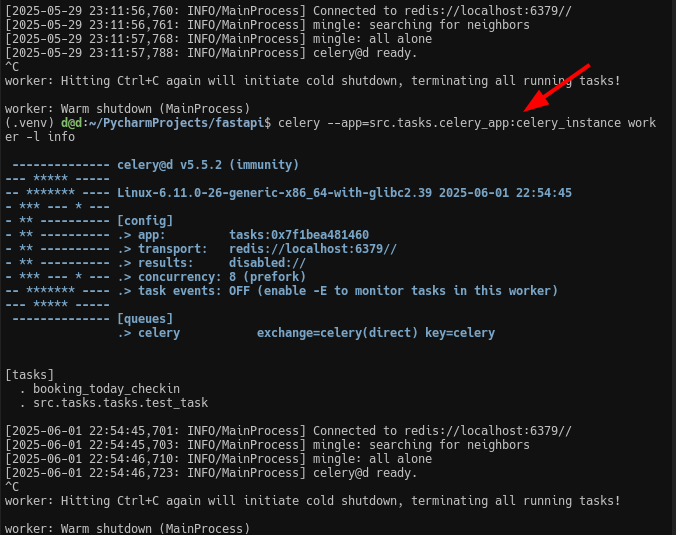 [2025-05-29 23:11:56,760: INFO/MainProcess] Connected to redis://localhost:6379//
[2025-05-29 23:11:56,761: INFO/MainProcess] mingle: searching for neighbors
[2025-05-29 23:11:57,768: INFO/MainProcess] mingle: all alone
[2025-05-29 23:11:57,788: INFO/MainProcess] celery@d ready.
^C
worker: Hitting Ctrl+C again will initiate cold shutdown, terminating all running tasks!
worker: Warm shutdown (MainProcess)
(.venv) d@d:~/PycharmProjects/fastapi$ celery --app=src.tasks.celery_app:celery_instance work
er -l info
 -------------- celery@d v5.5.2 (immunity)
--- ***** -----
-- ******* ---- Linux-6.11.0-26-generic-x86_64-with-glibc2.39 2025-06-01 22:54:45
- *** --- * ---
- ** ---------- [config]
- ** ---------- .> app:         tasks:0x7f1bea481460
- ** ---------- .> transport:   redis://localhost:6379//
- ** ---------- .> results:     disabled://
- *** --- * --- .> concurrency: 8 (prefork)
-- ******* ---- .> task events: OFF (enable -E to monitor tasks in this worker)
--- ***** -----
 -------------- [queues]
                .> celery           exchange=celery(direct) key=celery
[tasks]
  . booking_today_checkin
  . src.tasks.tasks.test_task
[2025-06-01 22:54:45,701: INFO/MainProcess] Connected to redis://localhost:6379//
[2025-06-01 22:54:45,703: INFO/MainProcess] mingle: searching for neighbors
[2025-06-01 22:54:46,710: INFO/MainProcess] mingle: all alone
[2025-06-01 22:54:46,723: INFO/MainProcess] celery@d ready.
^C
worker: Hitting Ctrl+C again will initiate cold shutdown, terminating all running tasks!
worker: Warm shutdown (MainProcess)